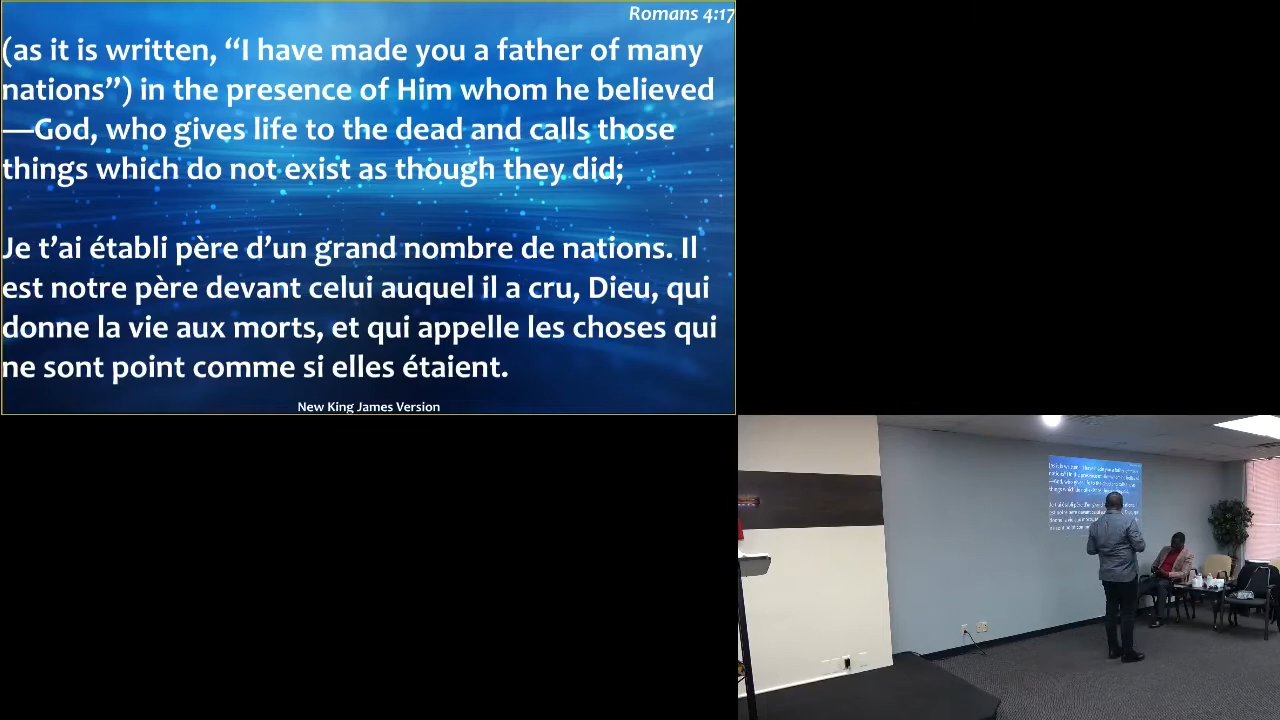 Romans 4:17
(as it is written, “I have made you a father of many
nations”) in the presence of Him whom he believed
—God, who gives life to the dead and calls those
things which do not exist as though they did;
Je t’ai établi père d’un grand nombre de nations. Il
est notre père devant celui auquel il a cru, Dieu, qui
donne la vie aux morts, et qui appelle les choses qui
ne sont point comme si elles étaient.
New King James Version